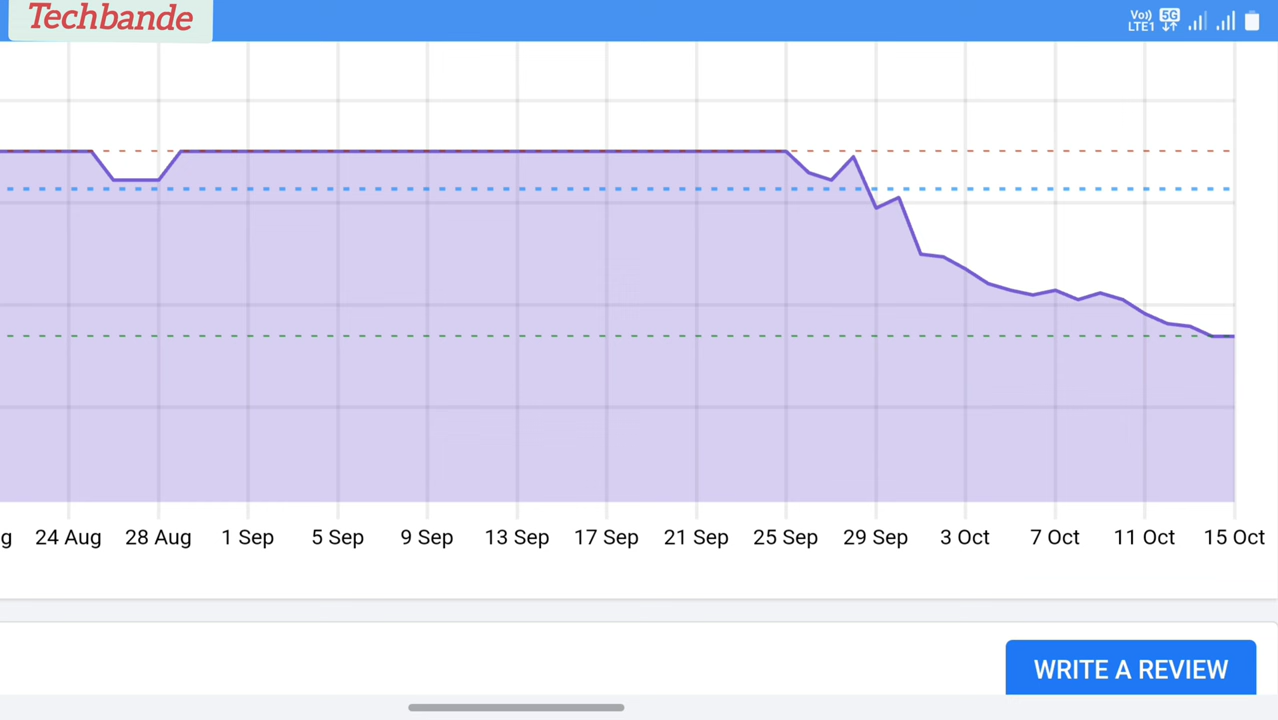 Techbande
Vo)) LTE1 5G
g 24 Aug 28 Aug 1 Sep 5 Sep 9 Sep 13 Sep 17 Sep 21 Sep 25 Sep 29 Sep 3 Oct 7 Oct 11 Oct 15 Oct
WRITE A REVIEW